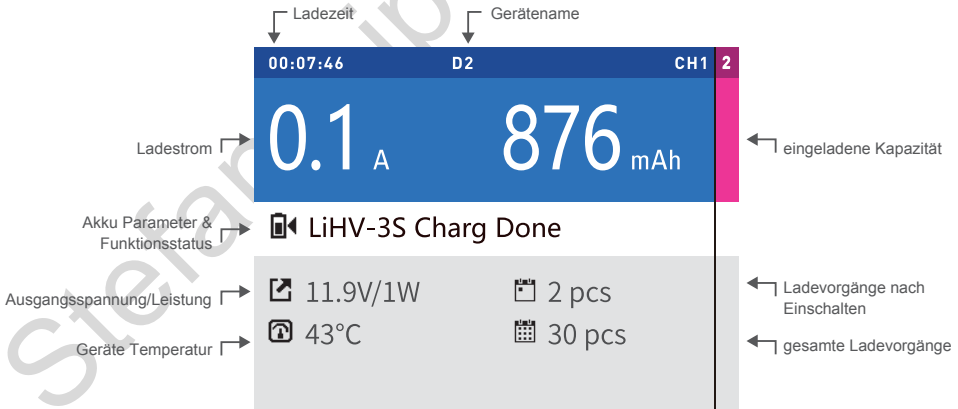 Ladezeit
Gerätename
00:07:46 D2 CH1 2
Ladestrom
0.1 A 876 mAh
eingeladene Kapazität
Akku Parameter &
Funktionsstatus
LiHV-3S Charg Done
Ausgangsspannung/Leistung
11.9V/1W
2 pcs
Ladevorgänge nach
Einschalten
Geräte Temperatur
43°C
30 pcs
gesamte Ladevorgänge